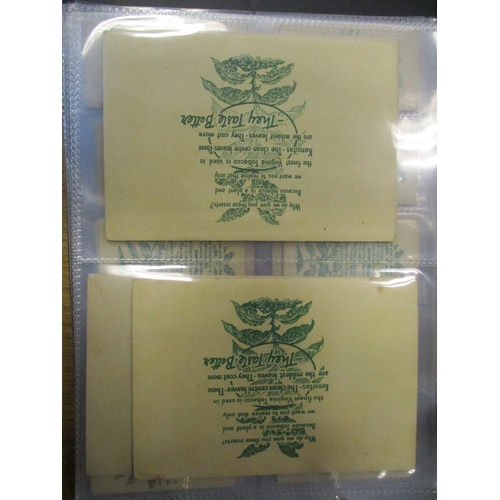 Why do we give you these inserts?
Because tobacco is a plant and
we want you to realize that only
the finest Virginia Tobacco is used in
Kensitas - The clean centre leaves - These
are the mildest leaves - They cost more
- They Taste Better
Why do we give you these inserts?
Because tobacco is a plant and
we want you to realize that only
the finest Virginia Tobacco is used in
Kensitas - The clean centre leaves - These
are the mildest leaves - They cost more
- They Taste Better